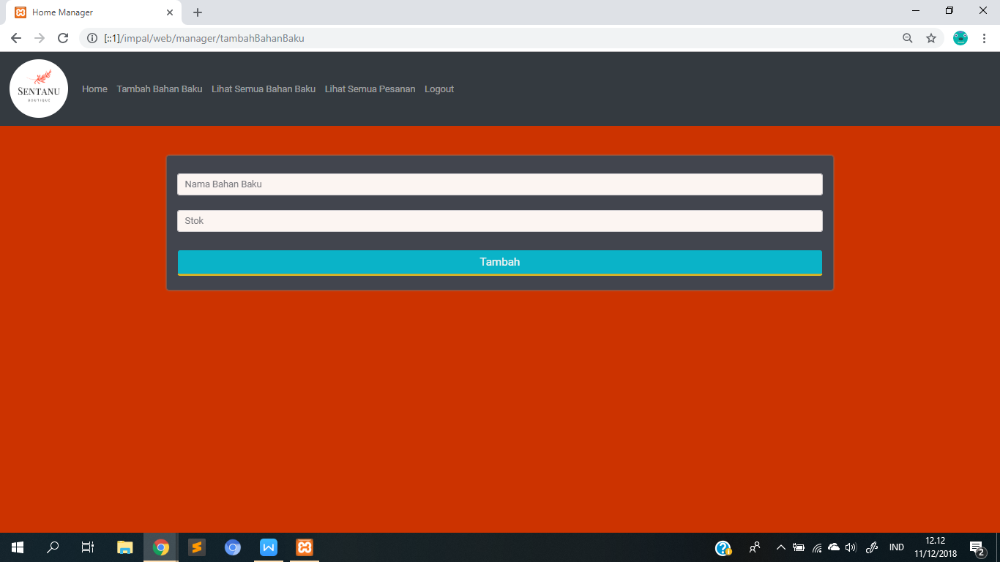 Home Manager
[::1]/impal/web/manager/tambahBahanBaku
SENTANU
BOUTIQUE
Home Tambah Bahan Baku Lihat Semua Bahan Baku Lihat Semua Pesanan Logout
Nama Bahan Baku
Stok
Tambah
IND
12.12
11/12/2018
2